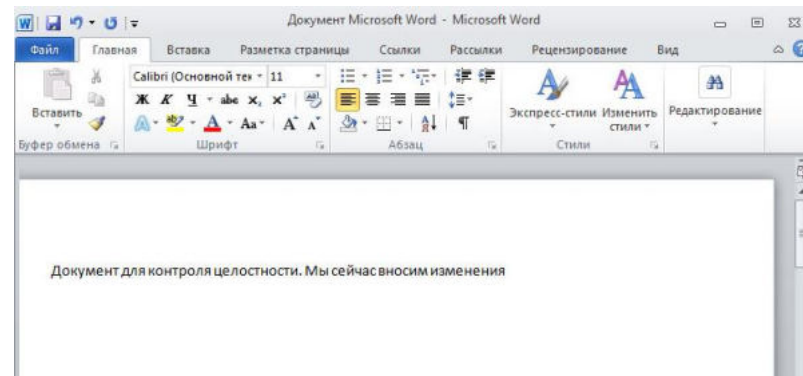 Документ Microsoft Word - Microsoft Word
Файл Главная Вставка Разметка страницы Ссылки Рассылки Рецензирование Вид
Calibri (Основной тек 11
Ж К Ч abe x, x²
Вставить
Aa A A
Экспресс-стили Изменить стили
Редактирование
Буфер обмена Шрифт Абзац Стили
Документ для контроля целостности. Мы сейчас вносим изменения